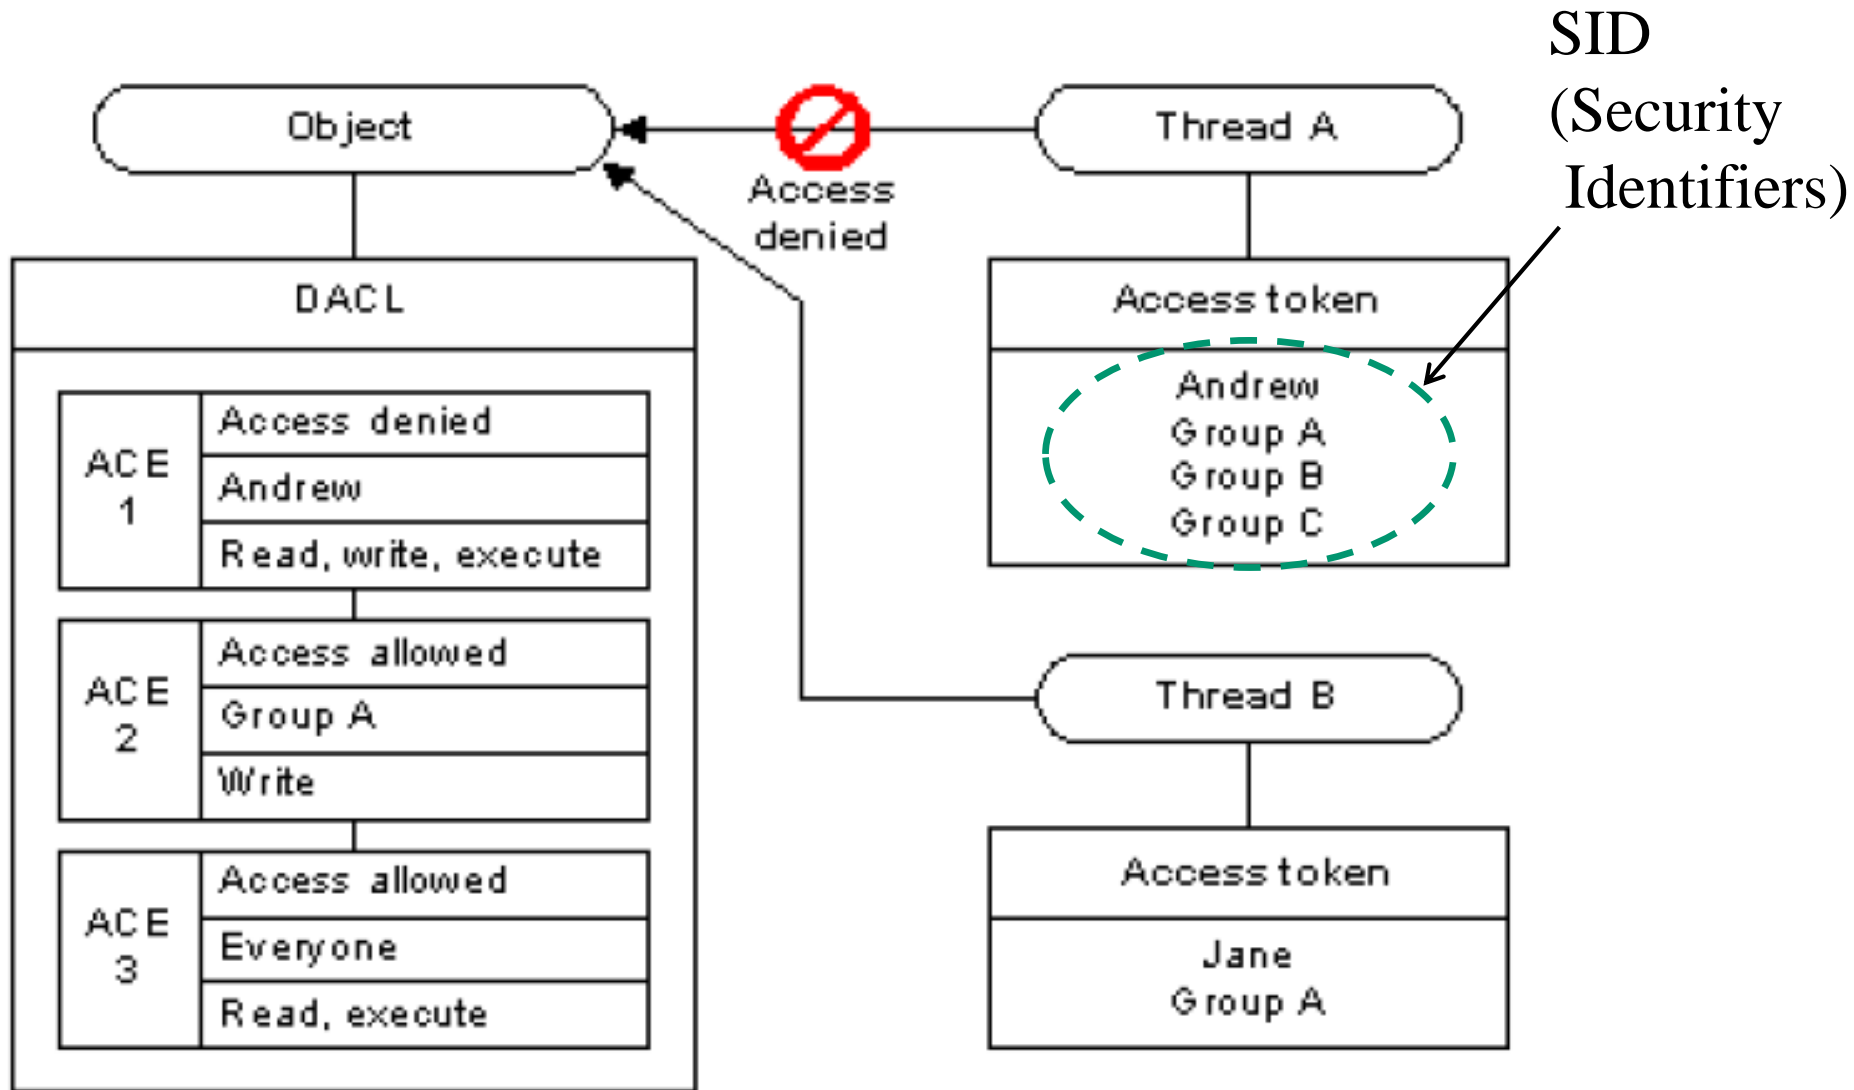 SID
(Security
Identifiers)
Object
Access
denied
Thread A
DACL
ACE
1
Access denied
Andrew
Read, write, execute
ACE
2
Access allowed
Group A
Write
ACE
3
Access allowed
Everyone
Read, execute
Access token
Andrew
Group A
Group B
Group C
Thread B
Access token
Jane
Group A